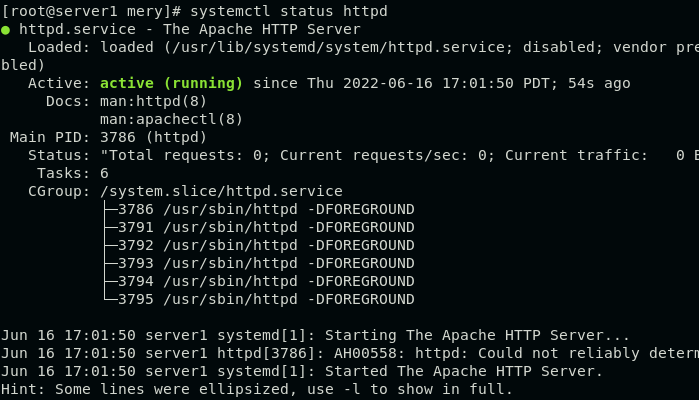 [root@server1 mery]# systemctl status httpd
● httpd.service - The Apache HTTP Server
   Loaded: loaded (/usr/lib/systemd/system/httpd.service; disabled; vendor pre
bled)
   Active: active (running) since Thu 2022-06-16 17:01:50 PDT; 54s ago
     Docs: man:httpd(8)
           man:apachectl(8)
 Main PID: 3786 (httpd)
   Status: "Total requests: 0; Current requests/sec: 0; Current traffic:   0 B
    Tasks: 6
   CGroup: /system.slice/httpd.service
           ├─3786 /usr/sbin/httpd -DFOREGROUND
           ├─3791 /usr/sbin/httpd -DFOREGROUND
           ├─3792 /usr/sbin/httpd -DFOREGROUND
           ├─3793 /usr/sbin/httpd -DFOREGROUND
           ├─3794 /usr/sbin/httpd -DFOREGROUND
           └─3795 /usr/sbin/httpd -DFOREGROUND

Jun 16 17:01:50 server1 systemd[1]: Starting The Apache HTTP Server...
Jun 16 17:01:50 server1 httpd[3786]: AH00558: httpd: Could not reliably determ
Jun 16 17:01:50 server1 systemd[1]: Started The Apache HTTP Server.
Hint: Some lines were ellipsized, use -l to show in full.